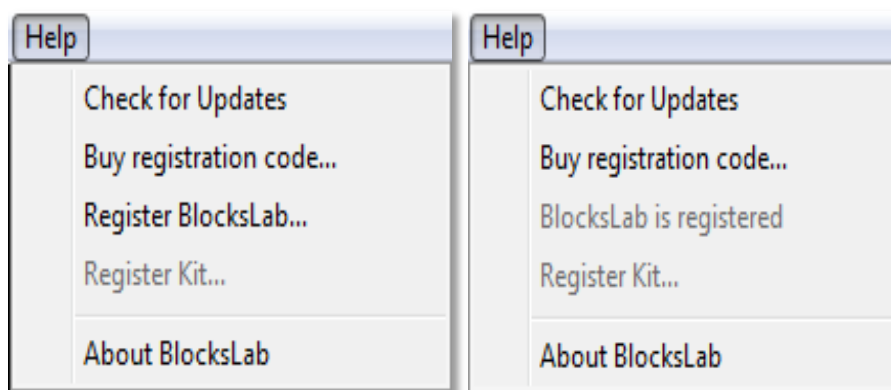 Help
Check for Updates
Buy registration code...
Register BlocksLab...
Register Kit...
About BlocksLab
Help
Check for Updates
Buy registration code...
BlocksLab is registered
Register Kit...
About BlocksLab